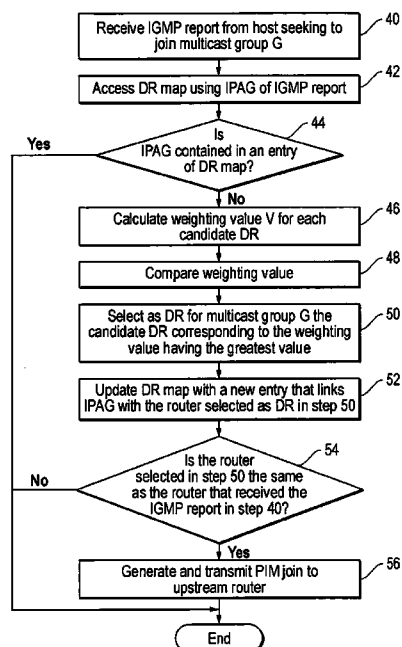 Receive IGMP report from host seeking to
join multicast group G
40
Access DR map using IPAG of IGMP report
42
Is
IPAG contained in an entry
of DR map?
44
Yes
No
Calculate weighting value V for each
candidate DR
46
Compare weighting value
48
Select as DR for multicast group G the
candidate DR corresponding to the weighting
value having the greatest value
50
Update DR map with a new entry that links
IPAG with the router selected as DR in step 50
52
Is the router
selected in step 50 the same
as the router that received the
IGMP report in step 40?
54
No
Yes
Generate and transmit PIM join to
upstream router
56
End